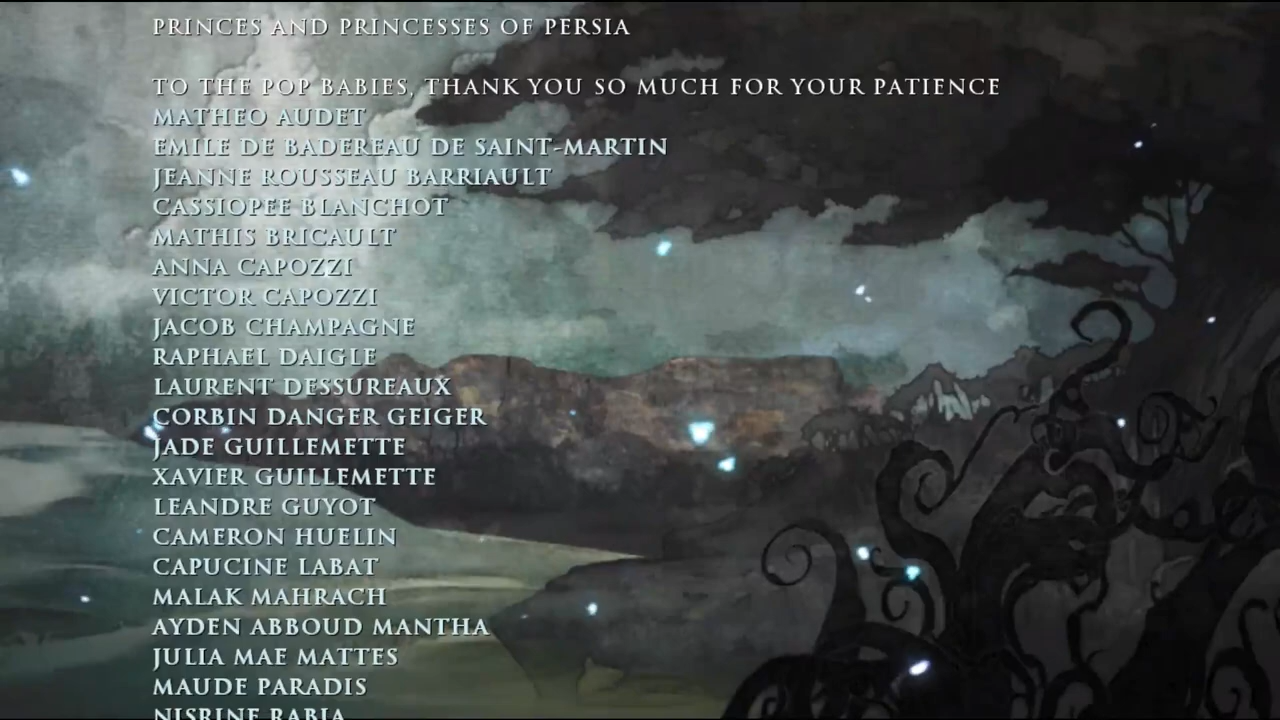 PRINCES AND PRINCESSES OF PERSIA
TO THE POP BABIES, THANK YOU SO MUCH FOR YOUR PATIENCE
MATHEO AUDET
EMILE DE BADEREAU DE SAINT-MARTIN
JEANNE ROUSSEAU BARRIAULT
CASSIOPEE BLANCHOT
MATHIS BRICAULT
ANNA CAPOZZI
VICTOR CAPOZZI
JACOB CHAMPAGNE
RAPHAEL DAIGLE
LAURENT DESSUREAUX
CORBIN DANGER GEIGER
JADE GUILLEMETTE
XAVIER GUILLEMETTE
LEANDRE GUYOT
CAMERON HUELIN
CAPUCINE LABAT
MALAK MAHRACH
AYDEN ABBOUD MANTHA
JULIA MAE MATTES
MAUDE PARADIS
NISRINE RABIA